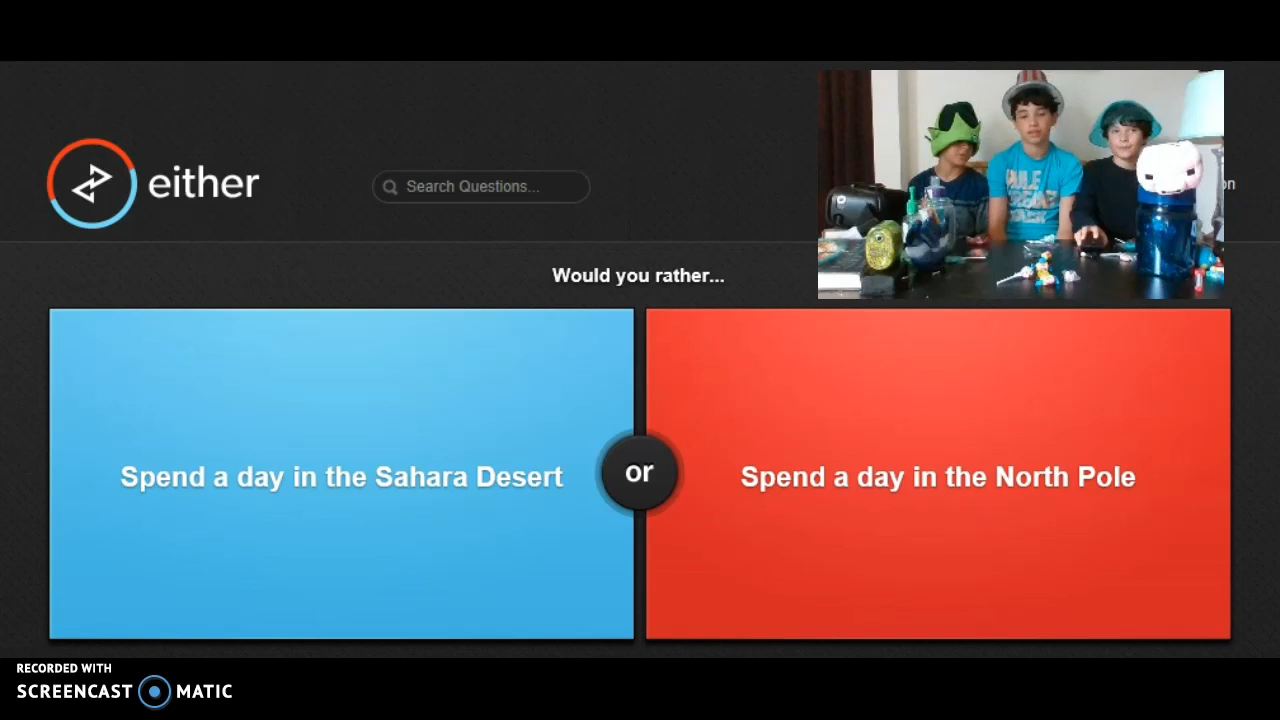 either
Search Questions...
on
Would you rather...
Spend a day in the Sahara Desert
or
Spend a day in the North Pole
RECORDED WITH
SCREENCAST MATIC